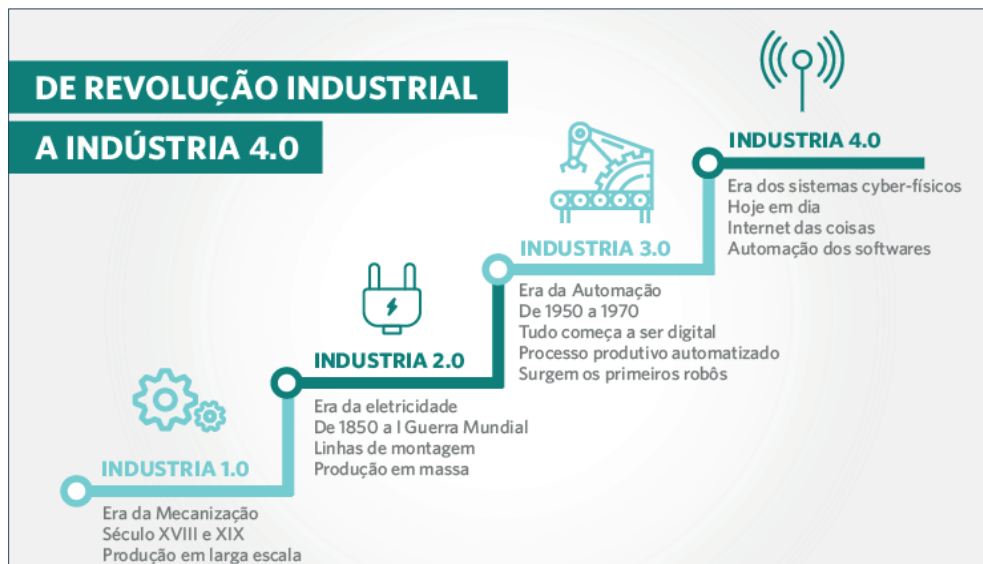 DE REVOLUÇÃO INDUSTRIAL
A INDÚSTRIA 4.0
INDUSTRIA 1.0
Era da Mecanização
Século XVIII e XIX
Produção em larga escala
INDUSTRIA 2.0
Era da eletricidade
De 1850 a I Guerra Mundial
Linhas de montagem
Produção em massa
INDUSTRIA 3.0
Era da Automação
De 1950 a 1970
Tudo começa a ser digital
Processo produtivo automatizado
Surgem os primeiros robôs
INDUSTRIA 4.0
Era dos sistemas cyber-físicos
Hoje em dia
Internet das coisas
Automação dos softwares